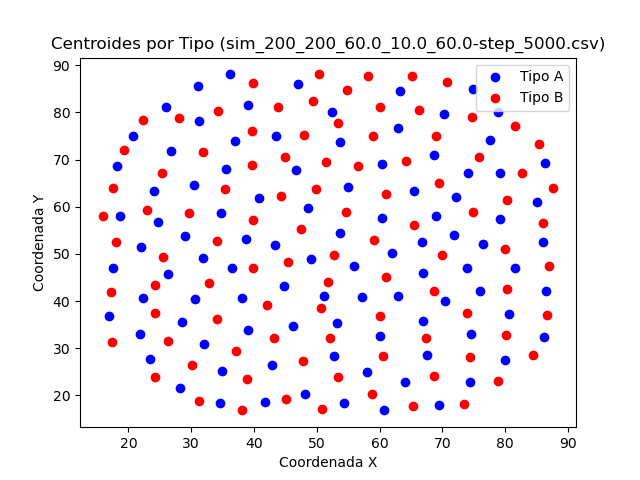 Centroides por Tipo (sim_200_200_60.0_10.0_60.0-step_5000.csv)
Tipo A
Tipo B
90
80
70
60
50
40
30
20
Coordenada Y
20 30 40 50 60 70 80 90
Coordenada X